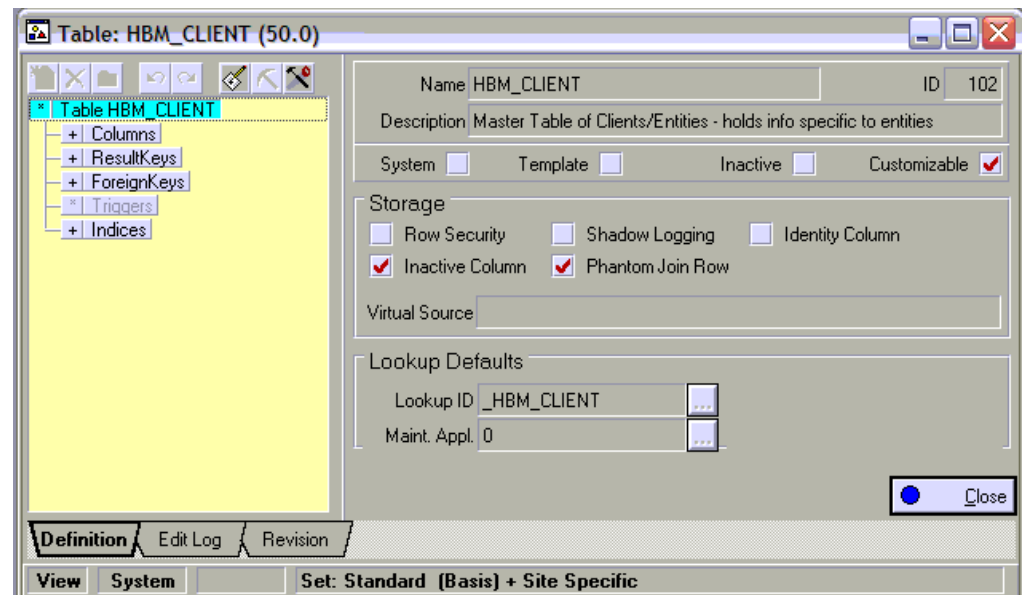 Table: HBM_CLIENT (50.0)
* Table HBM_CLIENT
+ Columns
+ ResultKeys
+ ForeignKeys
* Triggers
+ Indices
Name HBM_CLIENT ID 102
Description Master Table of Clients/Entities - holds info specific to entities
System Template Inactive Customizable
Storage
Row Security Shadow Logging Identity Column
Inactive Column Phantom Join Row
Virtual Source
Lookup Defaults
Lookup ID _HBM_CLIENT ...
Maint. Appl. 0 ...
Close
Definition Edit Log Revision
View System Set: Standard (Basis) + Site Specific